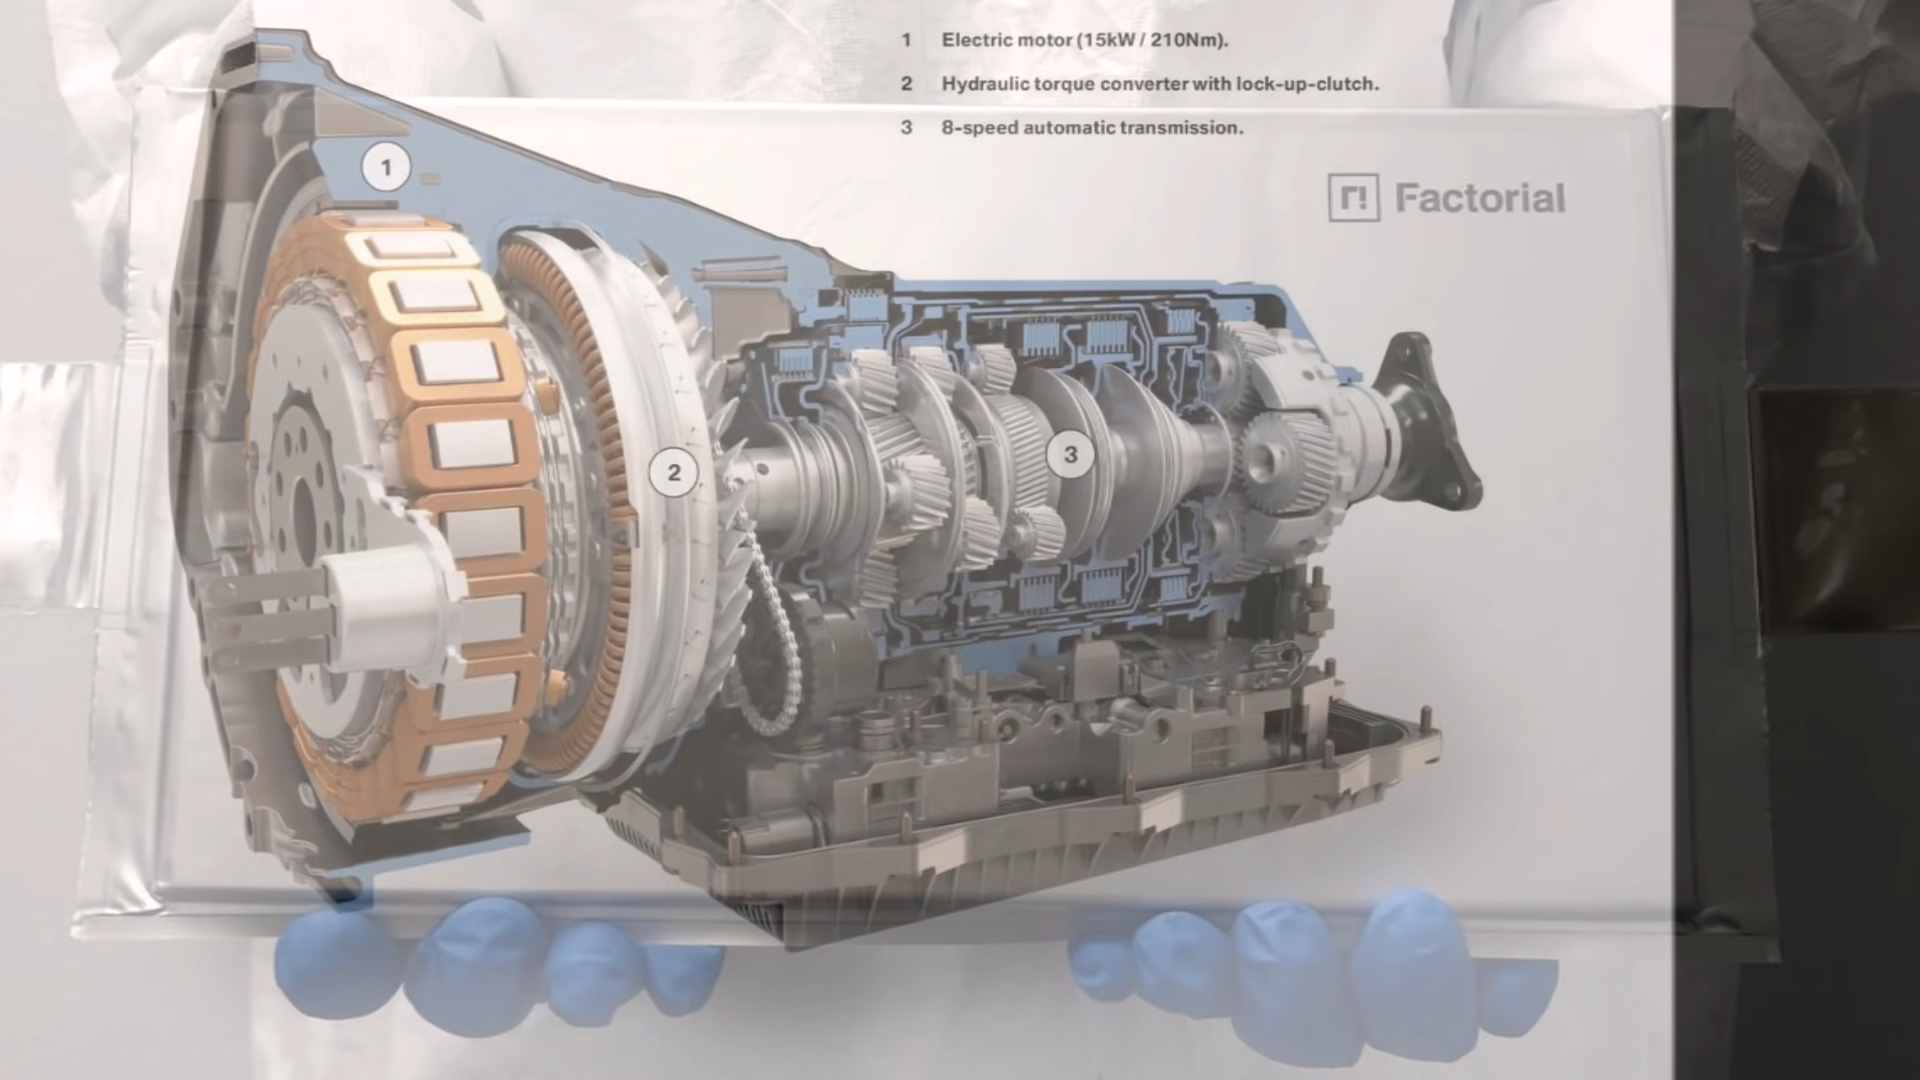 1 Electric motor (15kW / 210Nm).
2 Hydraulic torque converter with lock-up-clutch.
3 8-speed automatic transmission.
Factorial
1
2
3